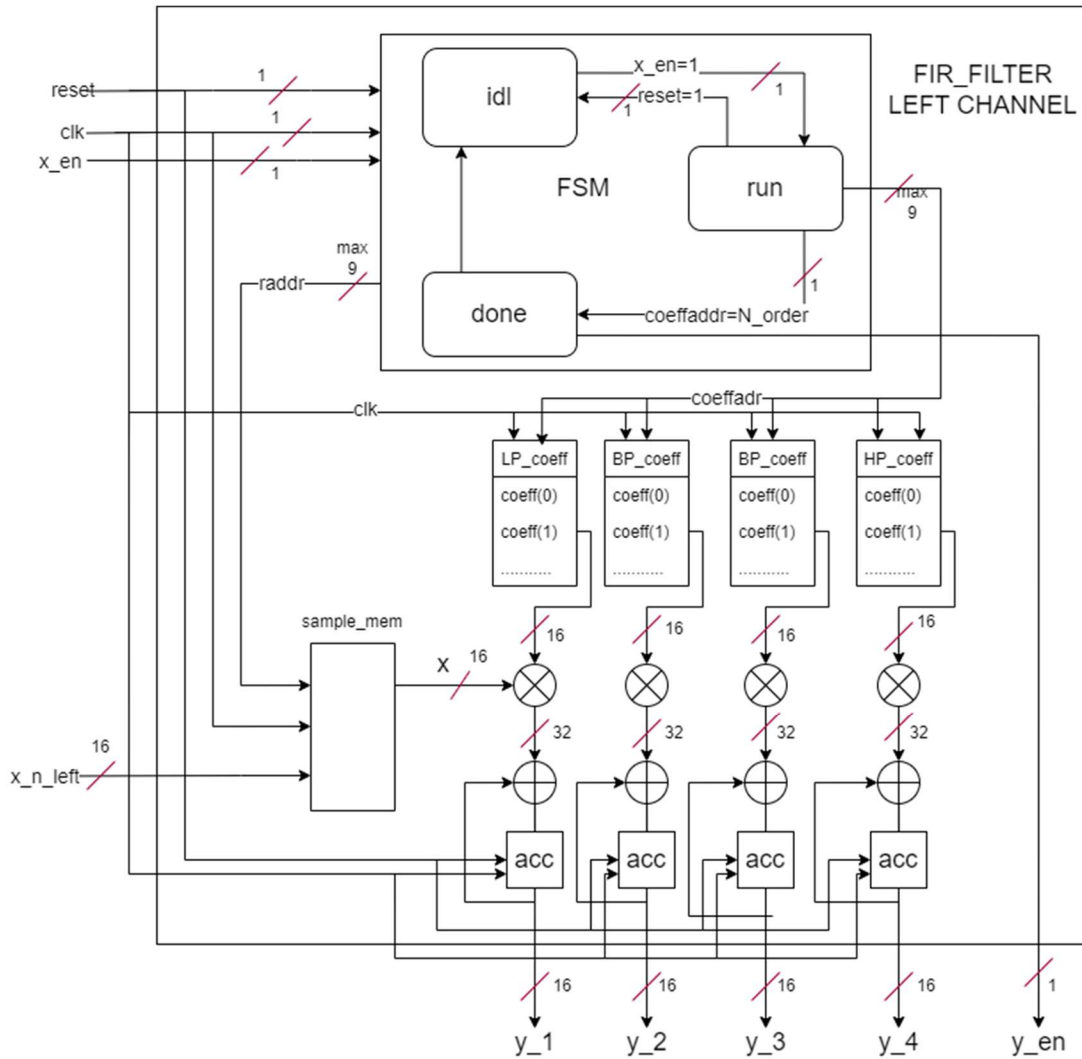 FIR_FILTER
LEFT CHANNEL
reset
1
clk
1
x_en
1
idl
x_en=1
1
reset=1
1
FSM
run
max
9
max
9
raddr
done
1
coeffaddr=N_order
clk
coeffadr
LP_coeff
coeff(0)
coeff(1)
...........
BP_coeff
coeff(0)
coeff(1)
...........
BP_coeff
coeff(0)
coeff(1)
...........
HP_coeff
coeff(0)
coeff(1)
...........
16
16
16
16
sample_mem
x
16
32
32
32
32
16
x_n_left
acc
acc
acc
acc
16
16
16
16
1
y_1
y_2
y_3
y_4
y_en